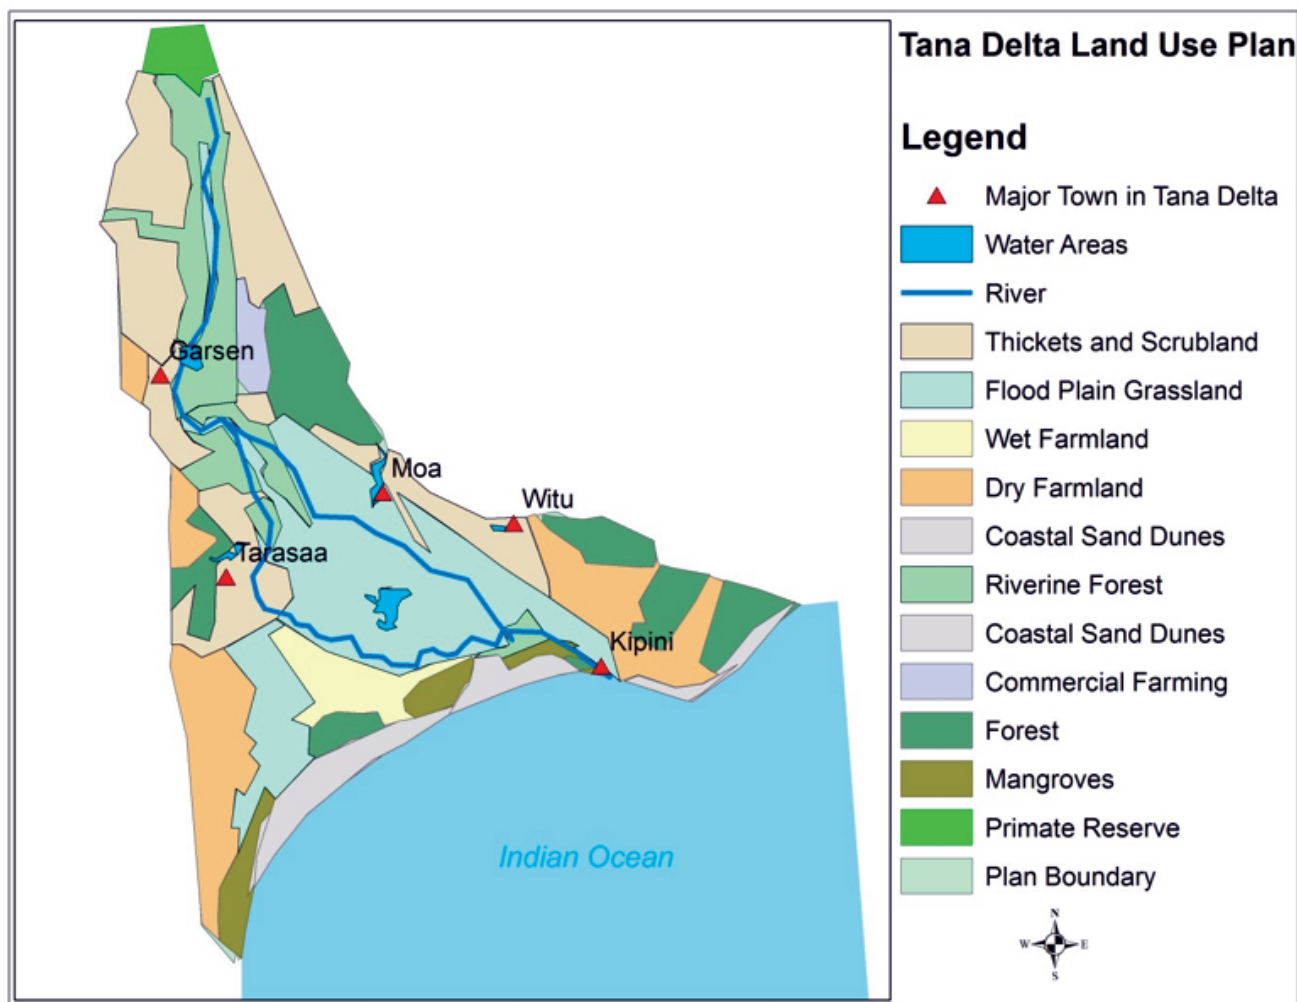 Tana Delta Land Use Plan
Legend
Major Town in Tana Delta
Water Areas
River
Thickets and Scrubland
Flood Plain Grassland
Wet Farmland
Dry Farmland
Coastal Sand Dunes
Riverine Forest
Coastal Sand Dunes
Commercial Farming
Forest
Mangroves
Primate Reserve
Plan Boundary
N
W E
S
Garsen
Moa
Witu
Tarasaa
Kipini
Indian Ocean